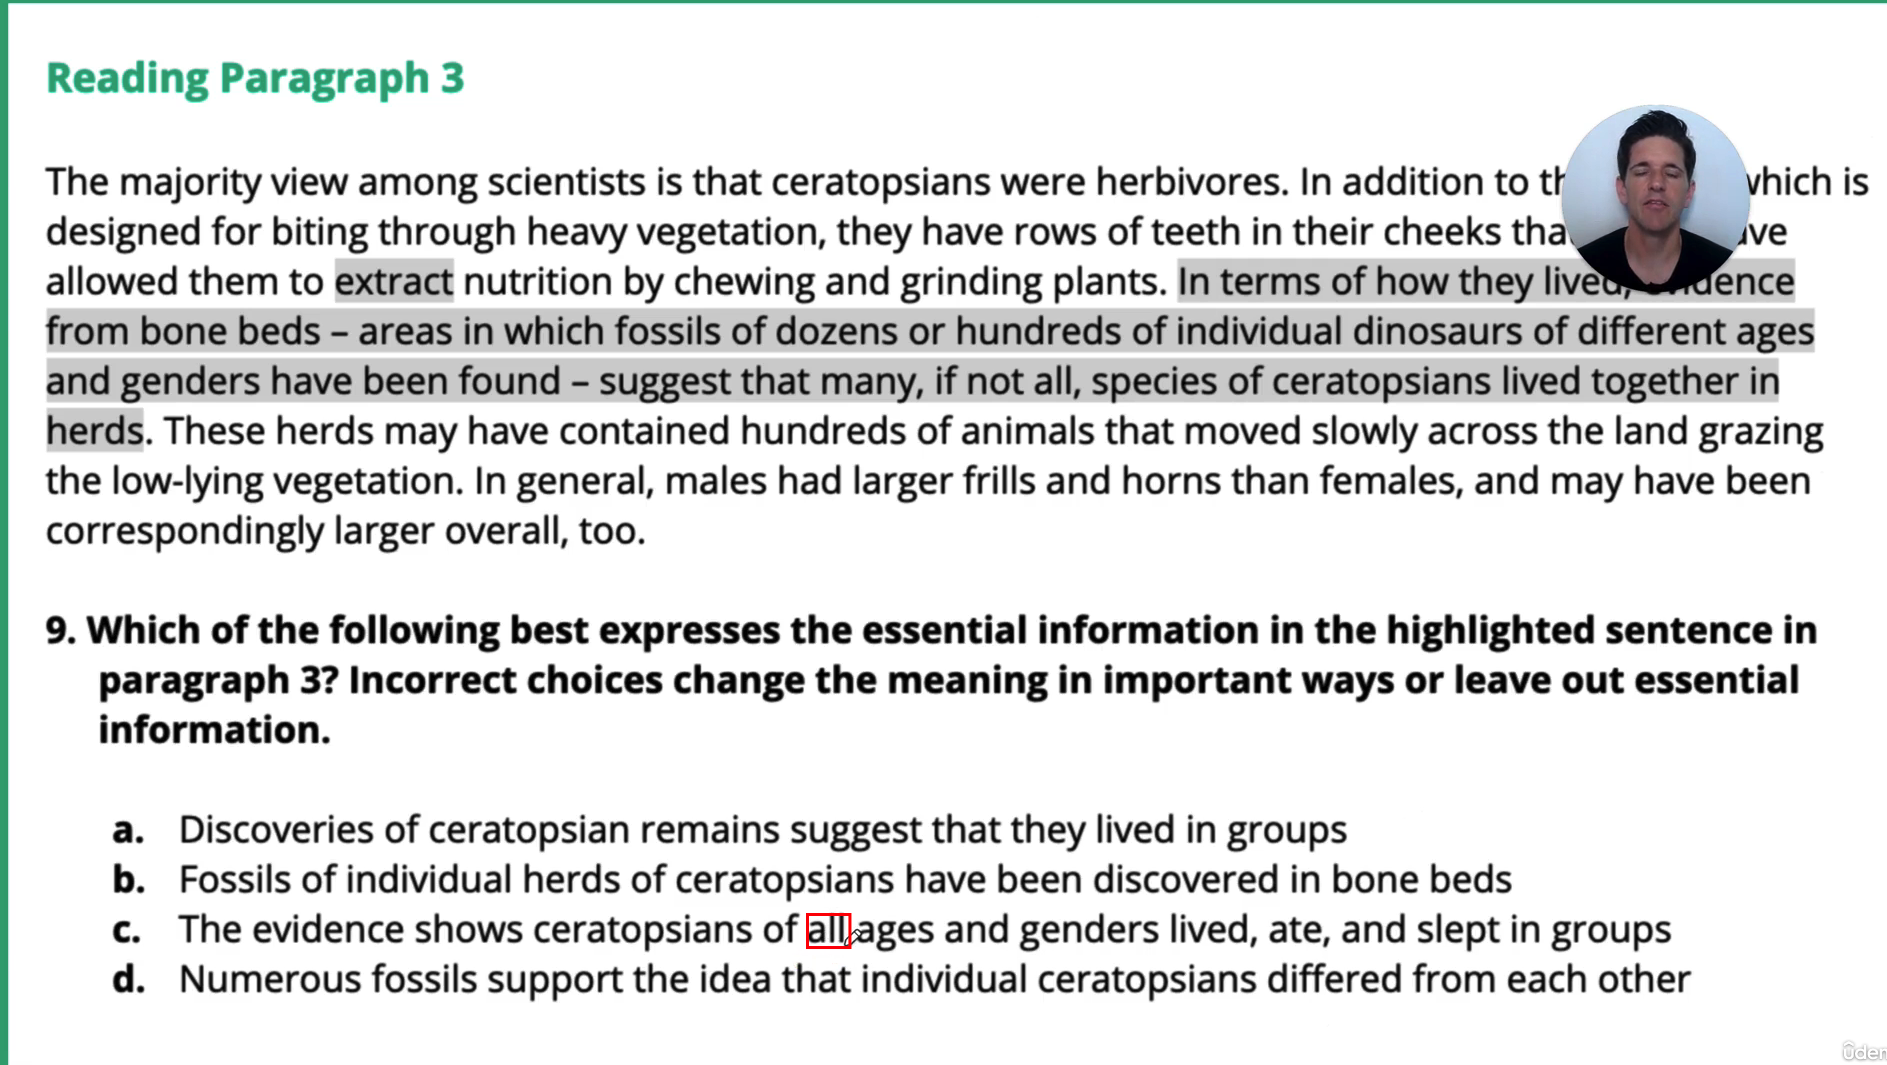 Reading Paragraph 3
The majority view among scientists is that ceratopsians were herbivores. In addition to which is
designed for biting through heavy vegetation, they have rows of teeth in their cheeks
allowed them to extract nutrition by chewing and grinding plants. In terms of how they lived, evidence
from bone beds – areas in which fossils of dozens or hundreds of individual dinosaurs of different ages
and genders have been found – suggest that many, if not all, species of ceratopsians lived together in
herds. These herds may have contained hundreds of animals that moved slowly across the land grazing
the low-lying vegetation. In general, males had larger frills and horns than females, and may have been
correspondingly larger overall, too.
9. Which of the following best expresses the essential information in the highlighted sentence in
paragraph 3? Incorrect choices change the meaning in important ways or leave out essential
information.
a. Discoveries of ceratopsian remains suggest that they lived in groups
b. Fossils of individual herds of ceratopsians have been discovered in bone beds
c. The evidence shows ceratopsians of all ages and genders lived, ate, and slept in groups
d. Numerous fossils support the idea that individual ceratopsians differed from each other